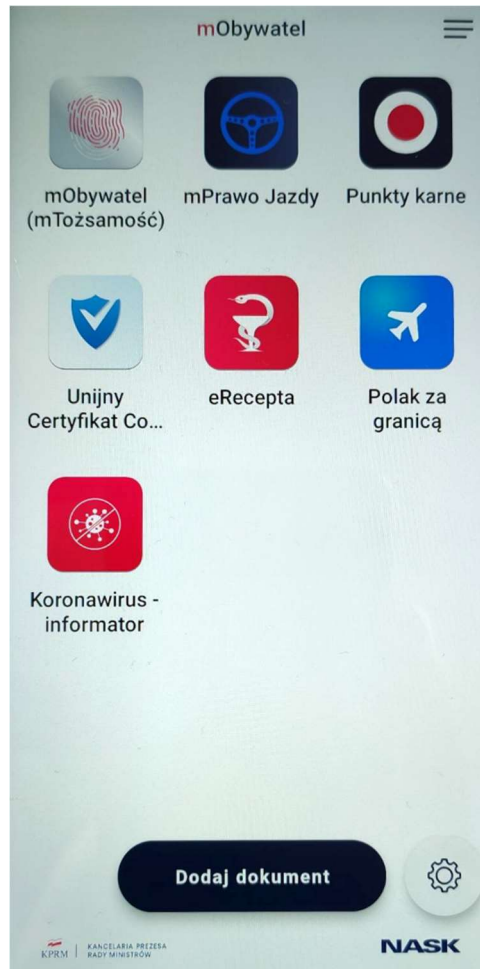 mObywatel
mObywatel
(mTożsamość)
mPrawo Jazdy
Punkty karne
Unijny
Certyfikat Co...
eRecepta
Polak za
granicą
Koronawirus -
informator
Dodaj dokument
KPRM
KANCELARIA PREZESA
RADY MINISTRÓW
NASK